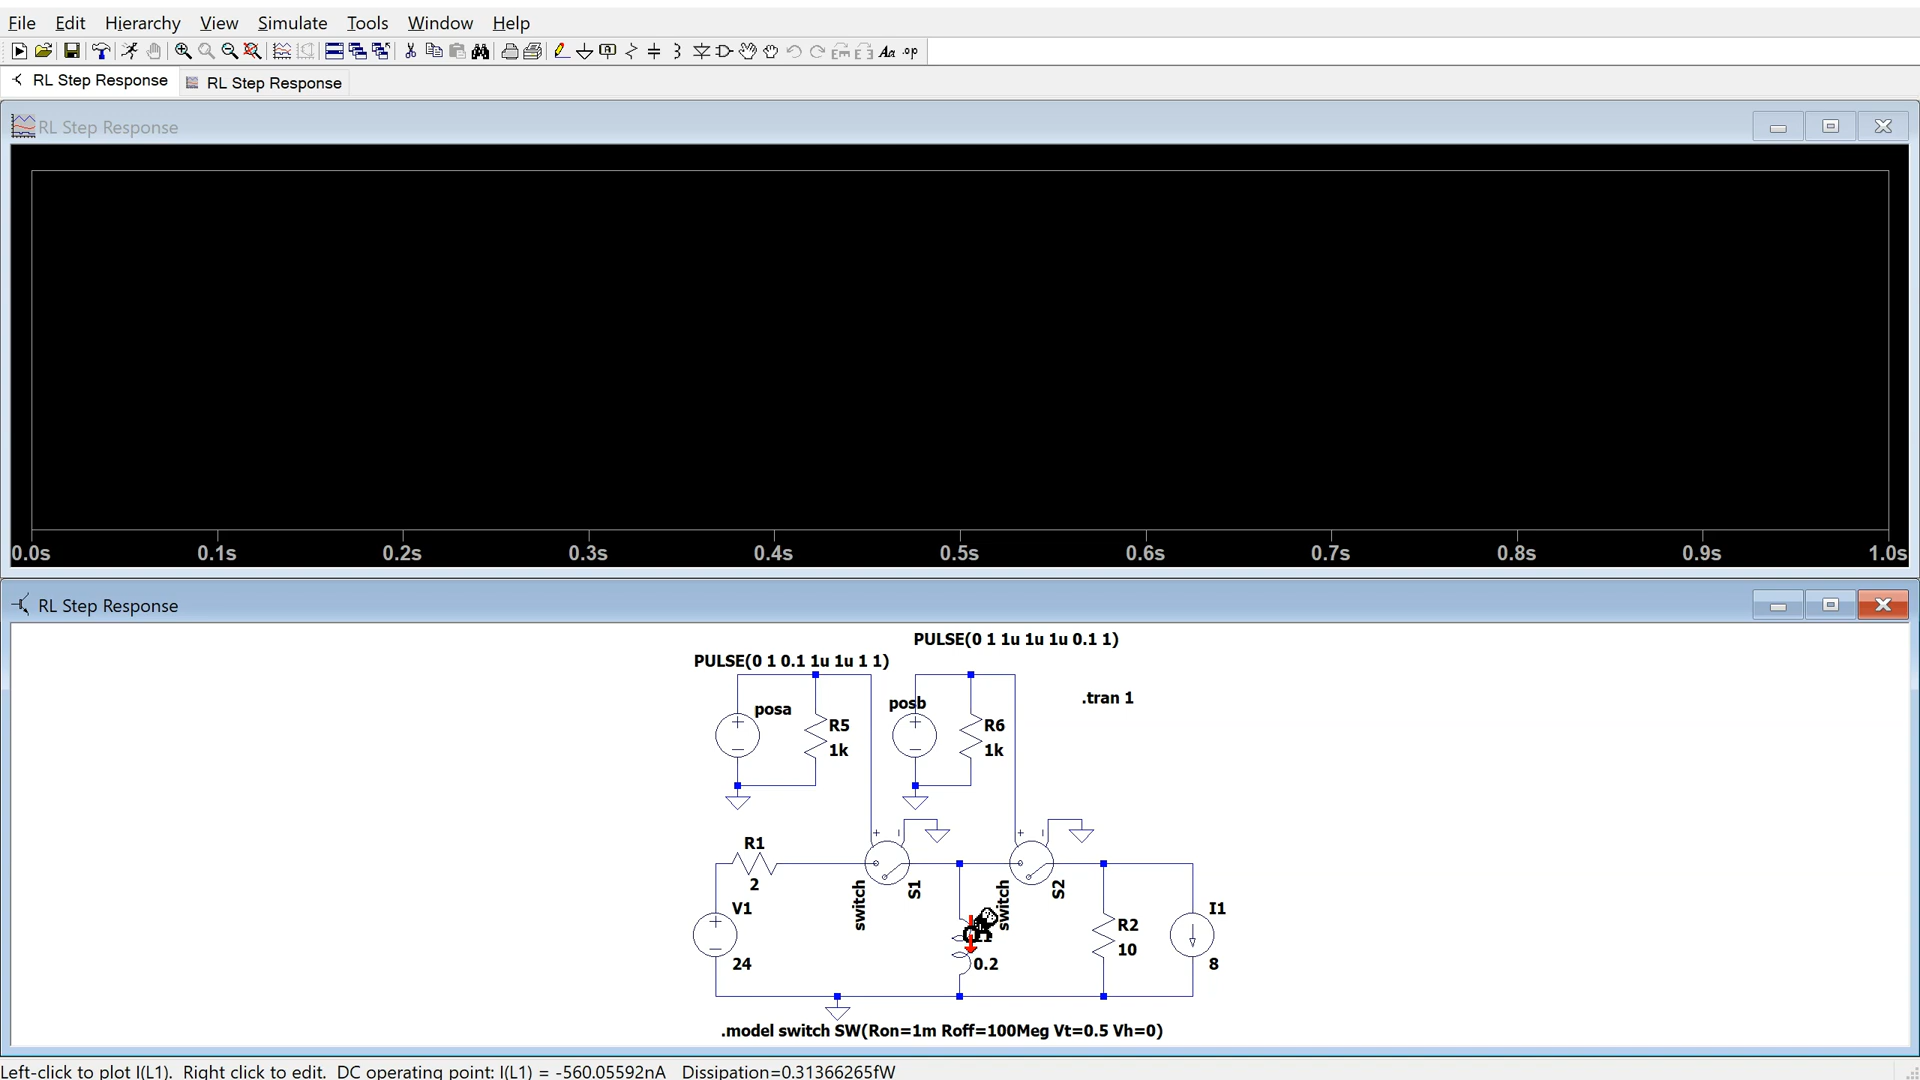 File Edit Hierarchy View Simulate Tools Window Help
RL Step Response RL Step Response
RL Step Response
0.0s 0.1s 0.2s 0.3s 0.4s 0.5s 0.6s 0.7s 0.8s 0.9s 1.0s
RL Step Response
PULSE(0 1 1u 1u 1u 0.1 1)
PULSE(0 1 0.1 1u 1u 1 1)
.tran 1
posa
R5
1k
posb
R6
1k
R1
2
switch
S1
switch
S2
V1
24
0.2
R2
10
I1
8
.model switch SW(Ron=1m Roff=100Meg Vt=0.5 Vh=0)
Left-click to plot I(L1). Right click to edit. DC operating point: I(L1) = -560.05592nA Dissipation=0.31366265fW